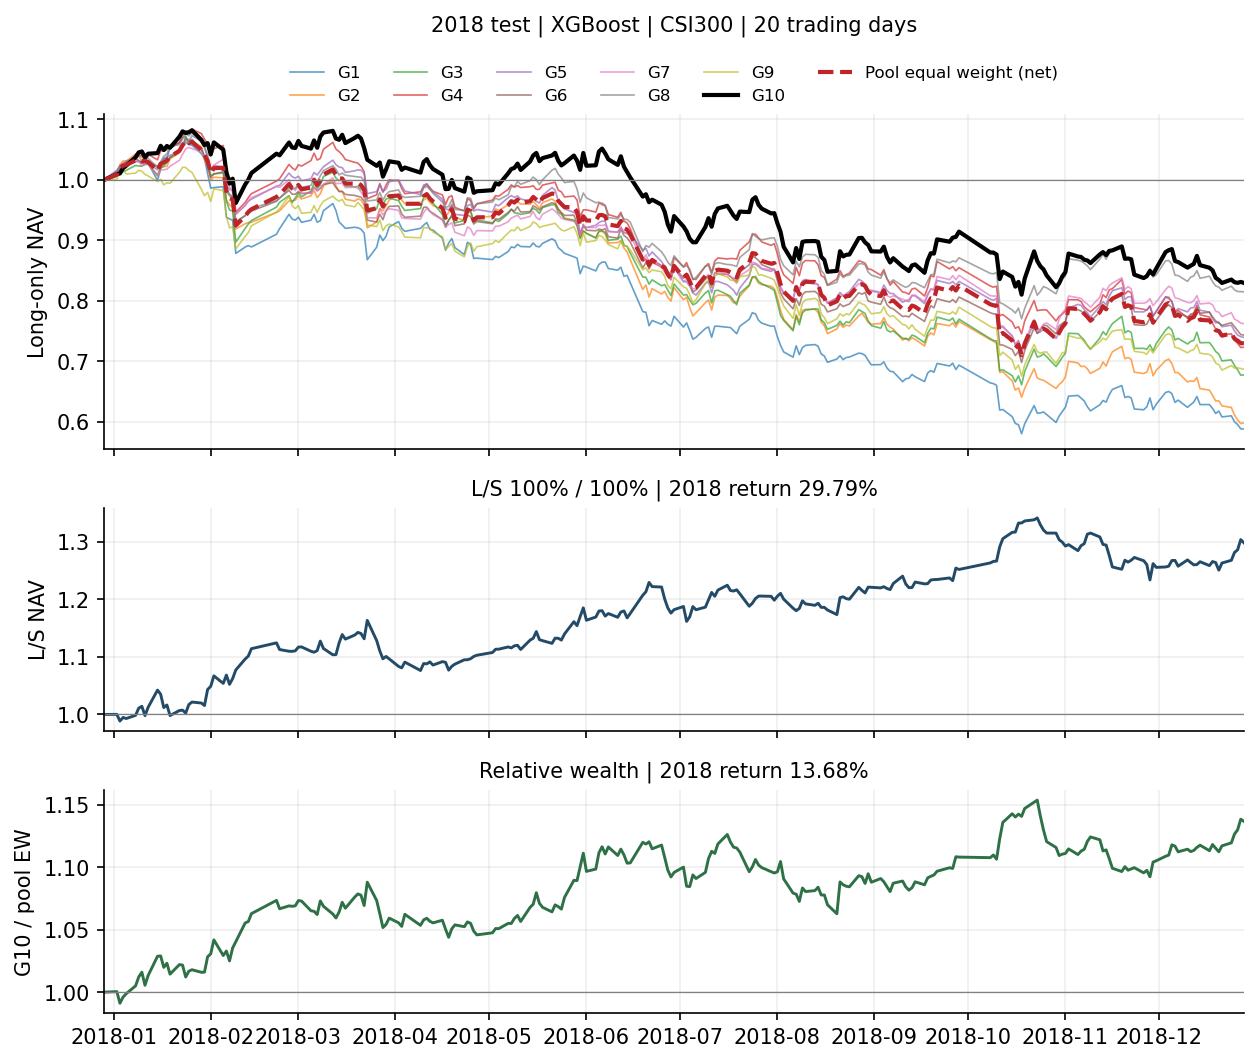 2018 test | XGBoost | CSI300 | 20 trading days
G1 G3 G5 G7 G9 Pool equal weight (net)
G2 G4 G6 G8 G10
1.1
1.0
0.9
0.8
0.7
0.6
Long-only NAV
L/S 100% / 100% | 2018 return 29.79%
1.3
1.2
1.1
1.0
L/S NAV
Relative wealth | 2018 return 13.68%
1.15
1.10
1.05
1.00
G10 / pool EW
2018-01 2018-02 2018-03 2018-04 2018-05 2018-06 2018-07 2018-08 2018-09 2018-10 2018-11 2018-12